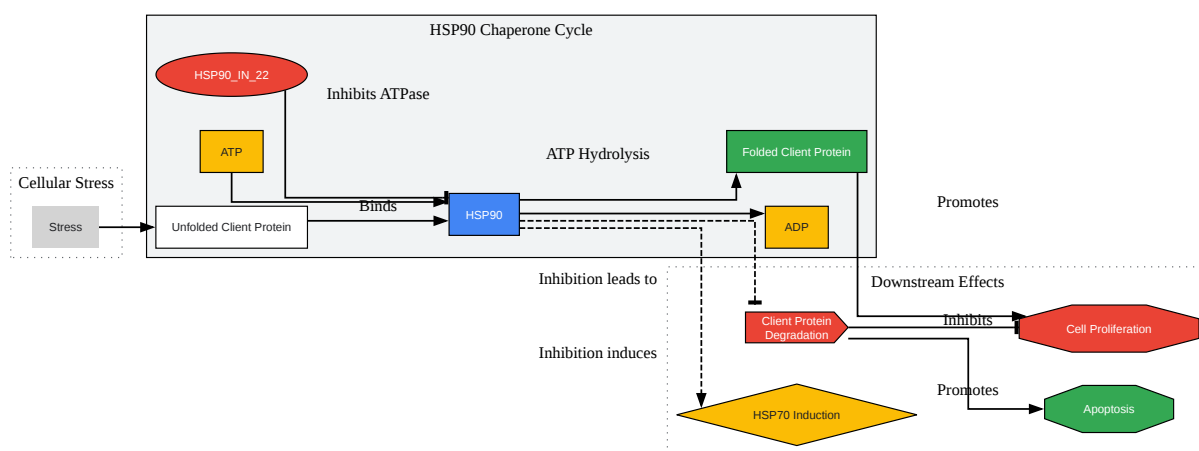 HSP90 Chaperone Cycle
HSP90_IN_22
Inhibits ATPase
ATP
ATP Hydrolysis
Folded Client Protein
Cellular Stress
Stress
Unfolded Client Protein
Binds
HSP90
ADP
Promotes
Inhibition leads to
Downstream Effects
Client Protein
Degradation
Inhibits
Cell Proliferation
Inhibition induces
HSP70 Induction
Promotes
Apoptosis